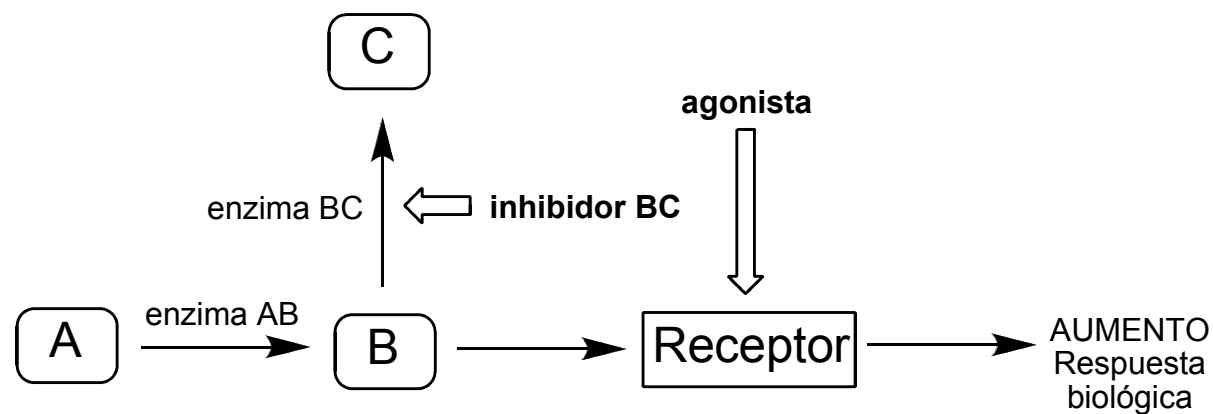 C
agonista
enzima BC
inhibidor BC
A
enzima AB
B
Receptor
AUMENTO
Respuesta
biológica